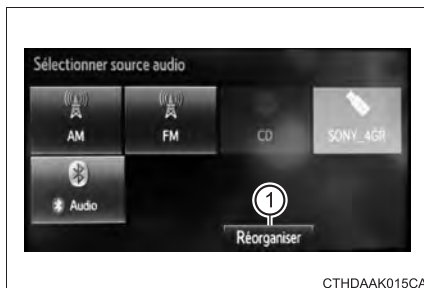 Sélectionner source audio
AM
FM
CD
SONY_4GR
Audio
1
Réorganiser
CTHDAAK015CA